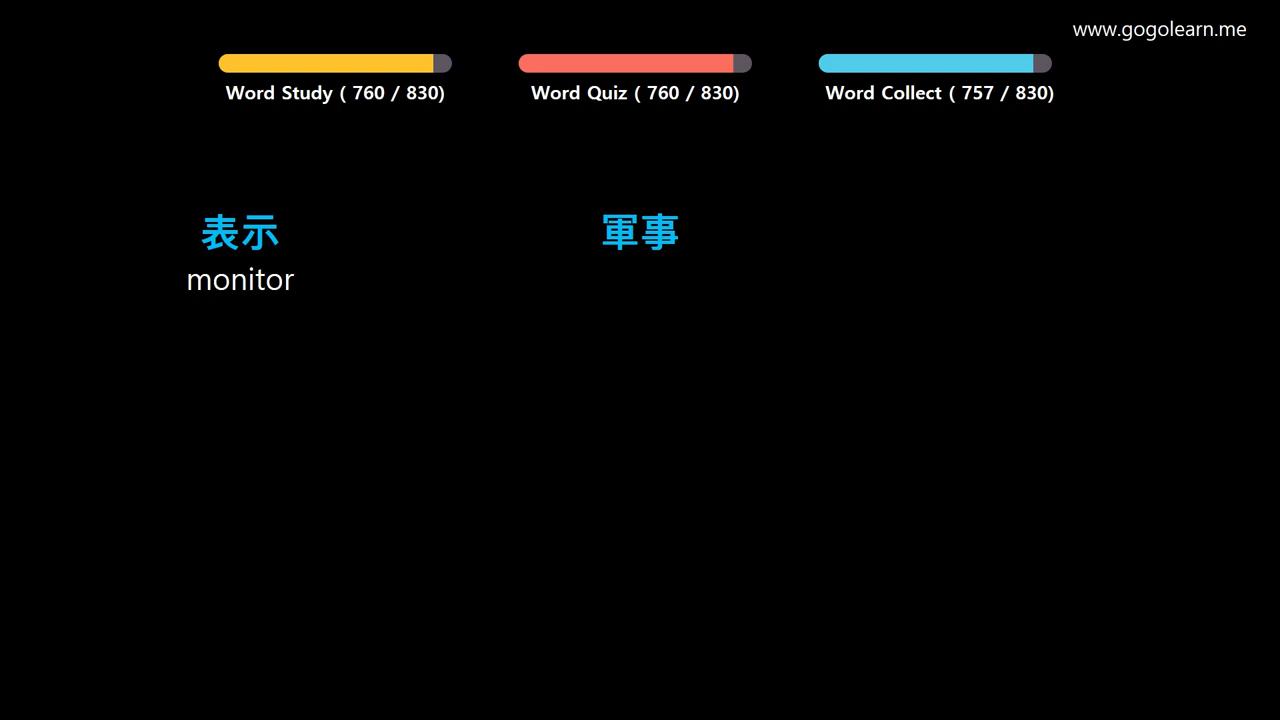 www.gogolearn.me
Word Study ( 760 / 830)
Word Quiz ( 760 / 830)
Word Collect ( 757 / 830)
表示
軍事
monitor